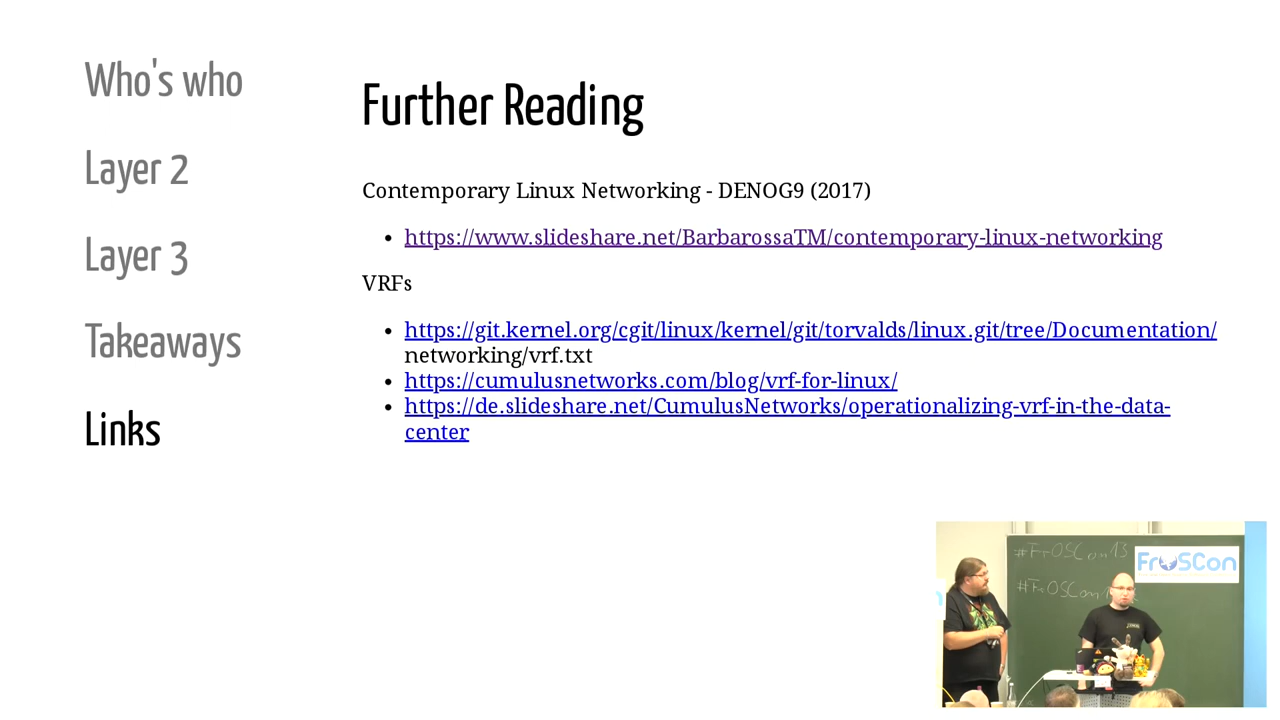 Who's who
Layer 2
Layer 3
Takeaways
Links
Further Reading
Contemporary Linux Networking - DENOG9 (2017)
• https://www.slideshare.net/BarbarossaTM/contemporary-linux-networking
VRFs
• https://git.kernel.org/cgit/linux/kernel/git/torvalds/linux.git/tree/Documentation/
networking/vrf.txt
• https://cumulusnetworks.com/blog/vrf-for-linux/
• https://de.slideshare.net/CumulusNetworks/operationalizing-vrf-in-the-data-
center
#FrOSCon13
FrOSCon
#FrOSCon